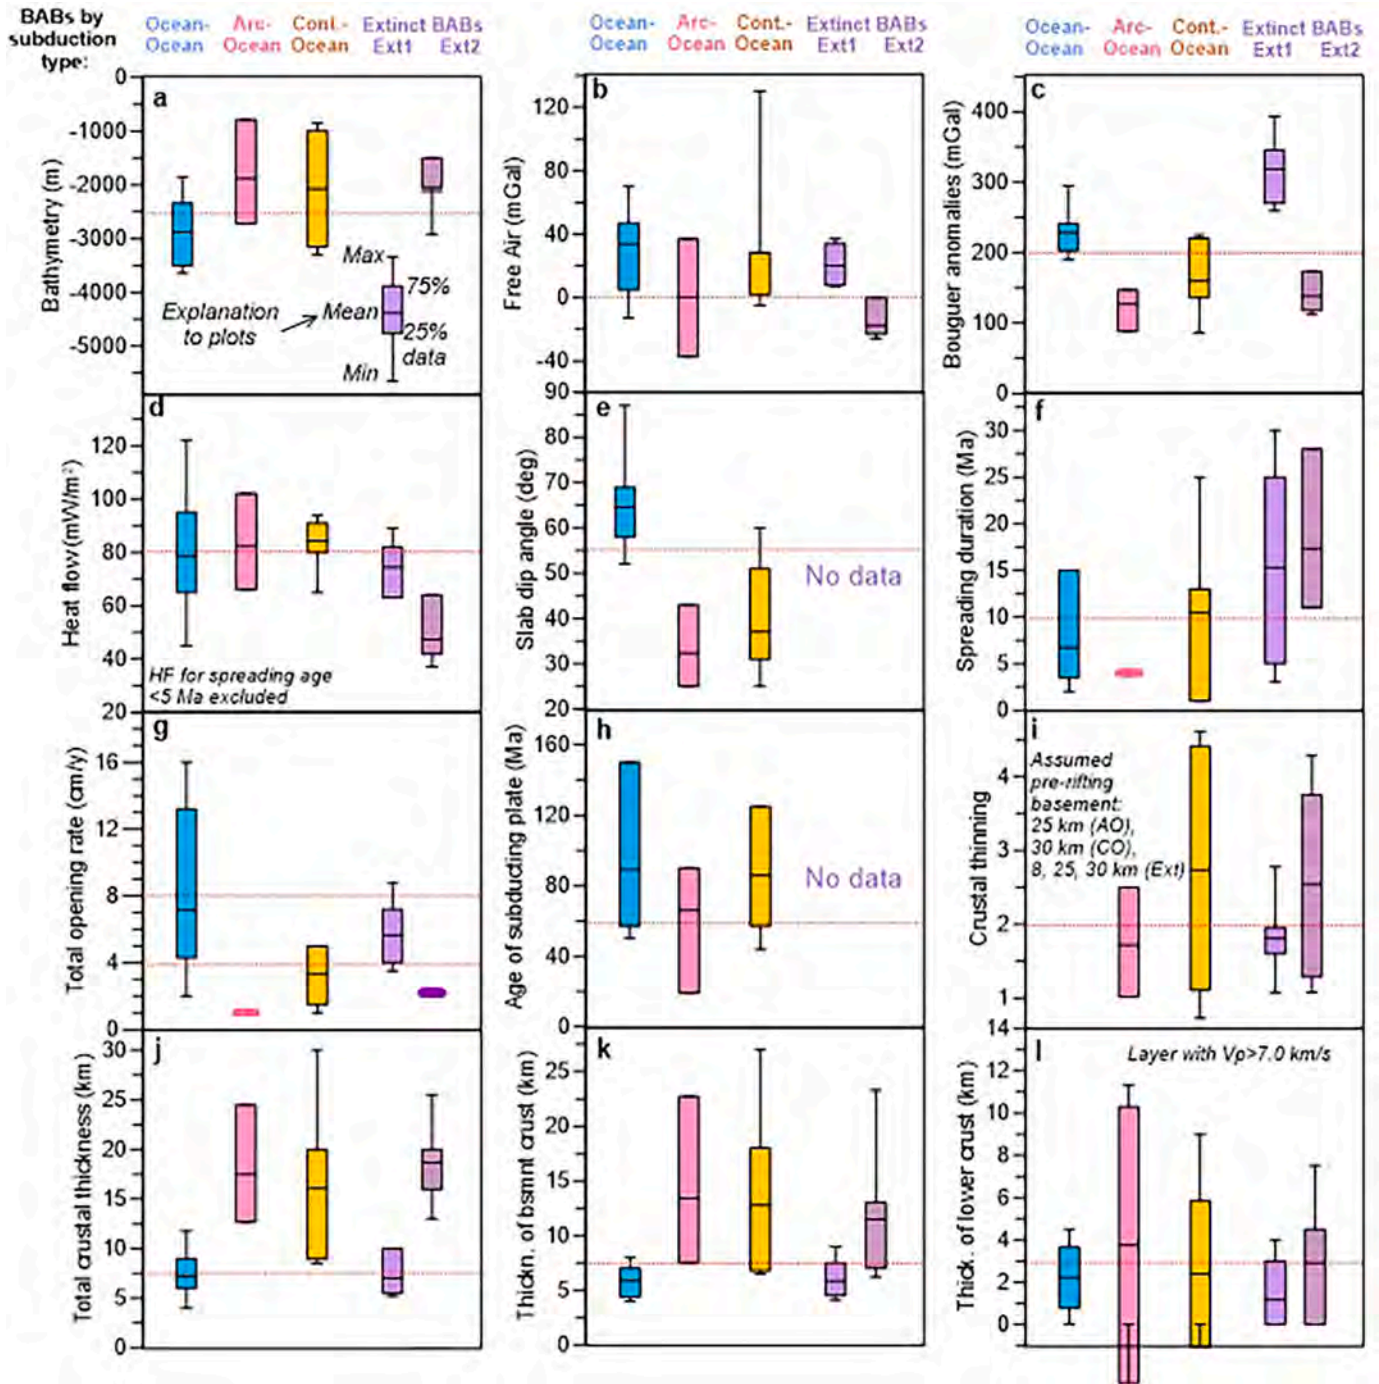 BABs by
subduction
type:
Ocean-
Ocean
Arc-
Ocean
Cont.-
Ocean
Extinct BABs
Ext1 Ext2
Ocean-
Ocean
Arc-
Ocean
Cont.-
Ocean
Extinct BABs
Ext1 Ext2
Ocean-
Ocean
Arc-
Ocean
Cont.-
Ocean
Extinct BABs
Ext1 Ext2
a
Bathymetry (m)
0
-1000
-2000
-3000
-4000
-5000
Max
75%
Explanation
to plots
Mean
25%
data
Min
b
Free Air (mGal)
120
80
40
0
-40
c
Bouguer anomalies (mGal)
400
300
200
100
0
d
Heat flow(mW/m²)
120
100
80
60
40
20
HF for spreading age
<5 Ma excluded
e
Slab dip angle (deg)
90
80
70
60
50
40
30
20
No data
f
Spreading duration (Ma)
30
25
20
15
10
5
0
g
Total opening rate (cm/y)
16
12
8
4
0
h
Age of subducting plate (Ma)
160
120
80
40
0
No data
i
Crustal thinning
4
3
2
1
Assumed
pre-rifting
basement:
25 km (AO),
30 km (CO),
8, 25, 30 km (Ext)
j
Total crustal thickness (km)
30
25
20
15
10
5
0
k
Thickn. of bsmnt crust (km)
25
20
15
10
5
0
l
Thick. of lower crust (km)
14
12
10
8
6
4
2
0
Layer with Vp>7.0 km/s